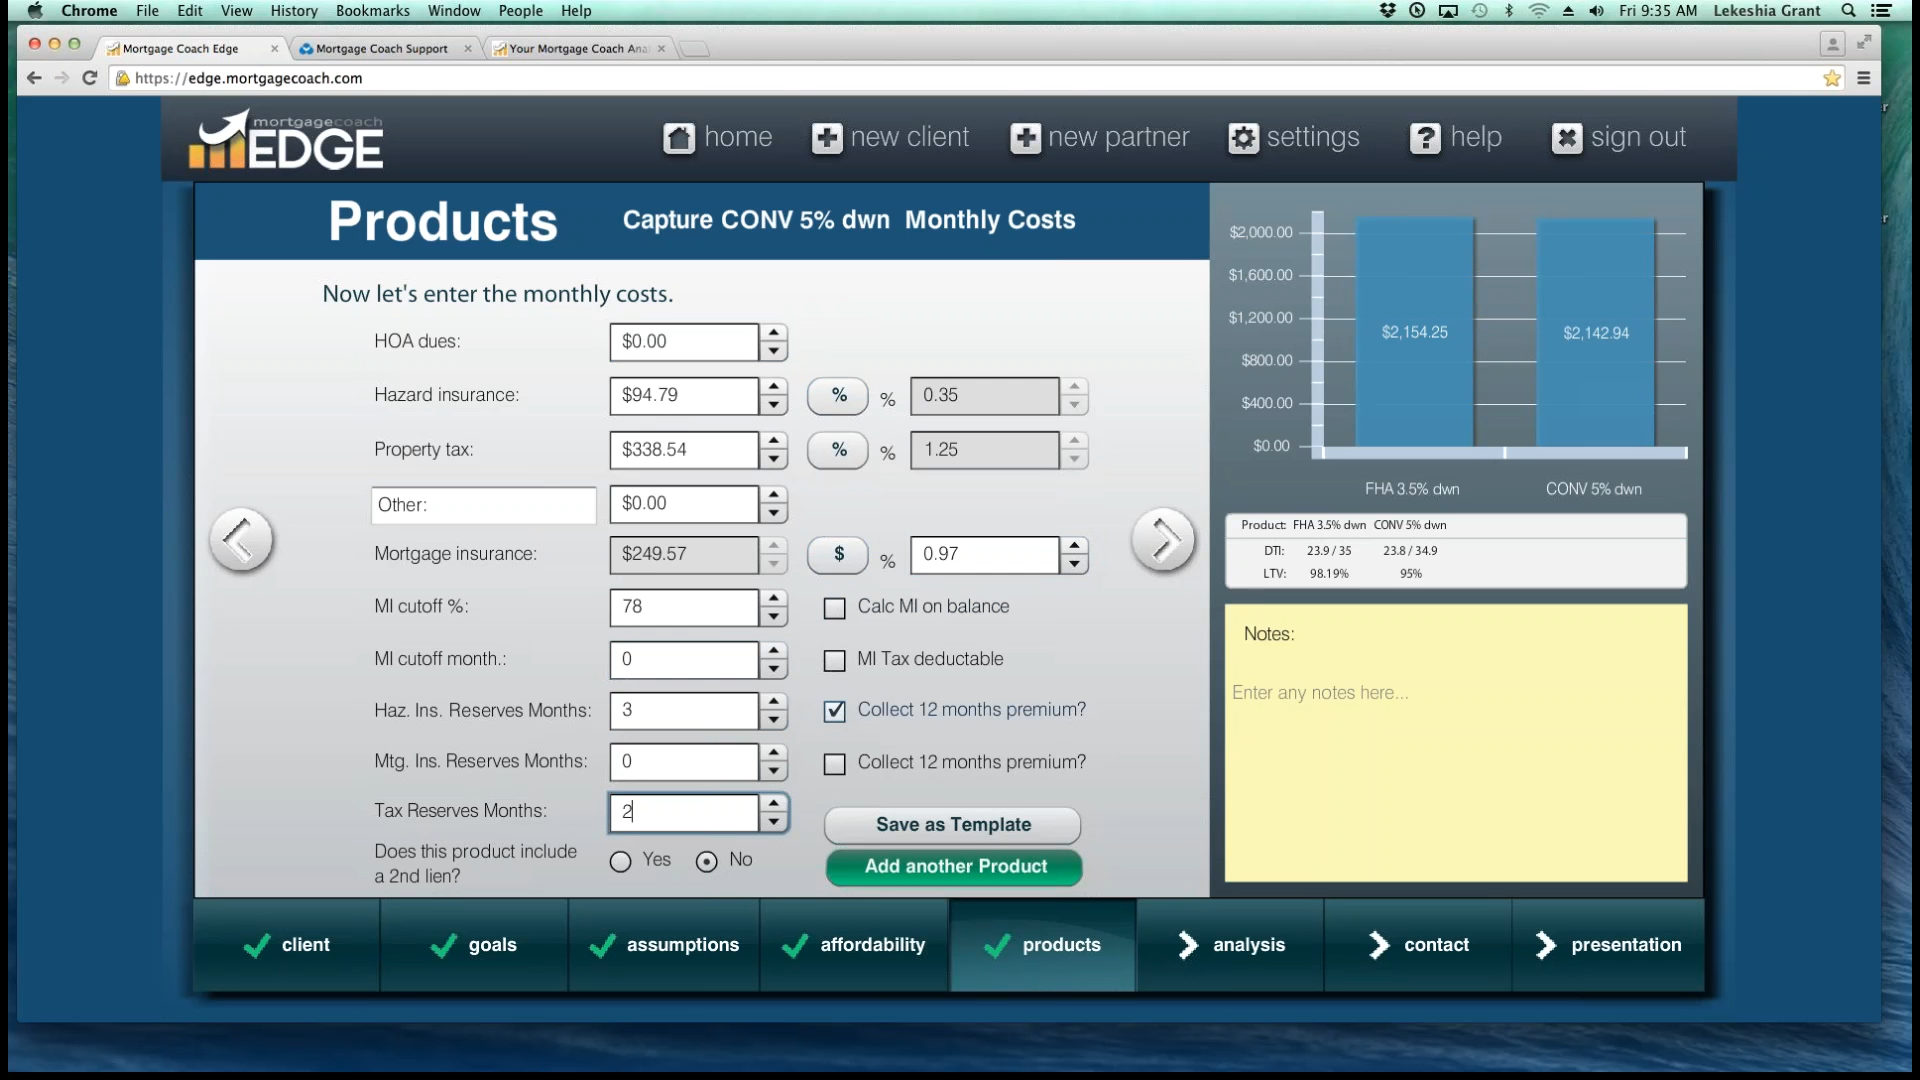 Chrome File Edit View History Bookmarks Window People Help Fri 9:35 AM Lekeshia Grant
Mortgage Coach Edge Mortgage Coach Support Your Mortgage Coach Ana
https://edge.mortgagecoach.com
mortgagecoach
EDGE
home new client new partner settings help sign out
Products Capture CONV 5% dwn Monthly Costs
Now let's enter the monthly costs.
HOA dues: $0.00
Hazard insurance: $94.79 % % 0.35
Property tax: $338.54 % % 1.25
Other: $0.00
Mortgage insurance: $249.57 $ % 0.97
MI cutoff %: 78 Calc MI on balance
MI cutoff month.: 0 MI Tax deductable
Haz. Ins. Reserves Months: 3 Collect 12 months premium?
Mtg. Ins. Reserves Months: 0 Collect 12 months premium?
Tax Reserves Months: 2
Save as Template
Does this product include
a 2nd lien? Yes No
Add another Product
$2,000.00
$1,600.00
$1,200.00
$800.00
$400.00
$0.00
$2,154.25 $2,142.94
FHA 3.5% dwn CONV 5% dwn
Product: FHA 3.5% dwn CONV 5% dwn
DTI: 23.9 / 35 23.8 / 34.9
LTV: 98.19% 95%
Notes:
Enter any notes here...
client goals assumptions affordability products analysis contact presentation